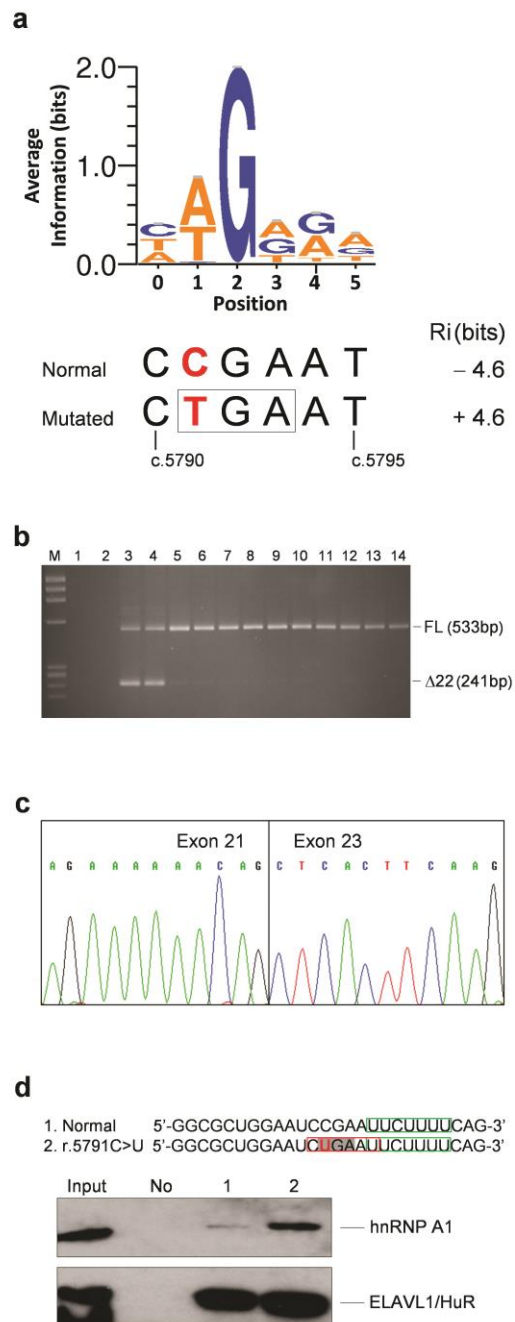 a
Average
Information (bits)
2.0
1.0
0.0
C T A
A T
G
A G T
G A T
A G T
0 1 2 3 4 5
Position
Ri (bits)
Normal C C G A A T – 4.6
Mutated C T G A A T + 4.6
c.5790 c.5795
b
M 1 2 3 4 5 6 7 8 9 10 11 12 13 14
FL (533bp)
Δ22 (241bp)
c
Exon 21 Exon 23
A G A A A A A A C A G C T C A C T T C A A G
d
1. Normal 5'-GGCGCUGGAAUCCGAAUUCUUUUCAG-3'
2. r.5791C>U 5'-GGCGCUGGAAUCUGAAUUCUUUUCAG-3'
Input No 1 2
hnRNP A1
ELAVL1/HuR